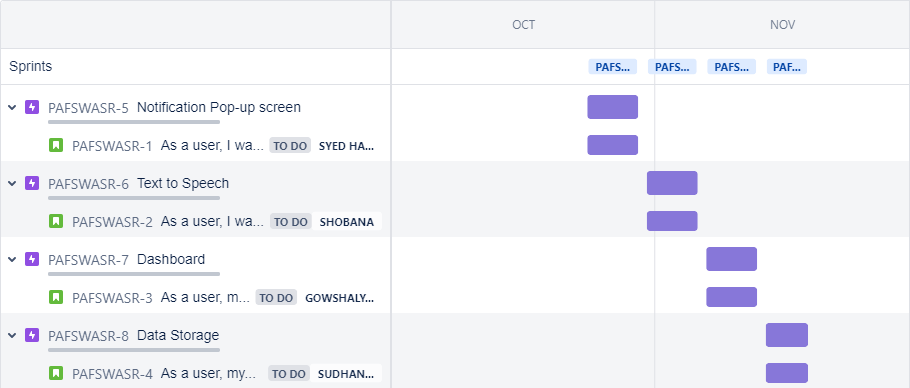 OCT NOV
Sprints PAFS... PAFS... PAFS... PAF...
PAFSWASR-5 Notification Pop-up screen
PAFSWASR-1 As a user, I wa... TO DO SYED HA...
PAFSWASR-6 Text to Speech
PAFSWASR-2 As a user, I wa... TO DO SHOBANA
PAFSWASR-7 Dashboard
PAFSWASR-3 As a user, m... TO DO GOWSHALY...
PAFSWASR-8 Data Storage
PAFSWASR-4 As a user, my... TO DO SUDHAN...